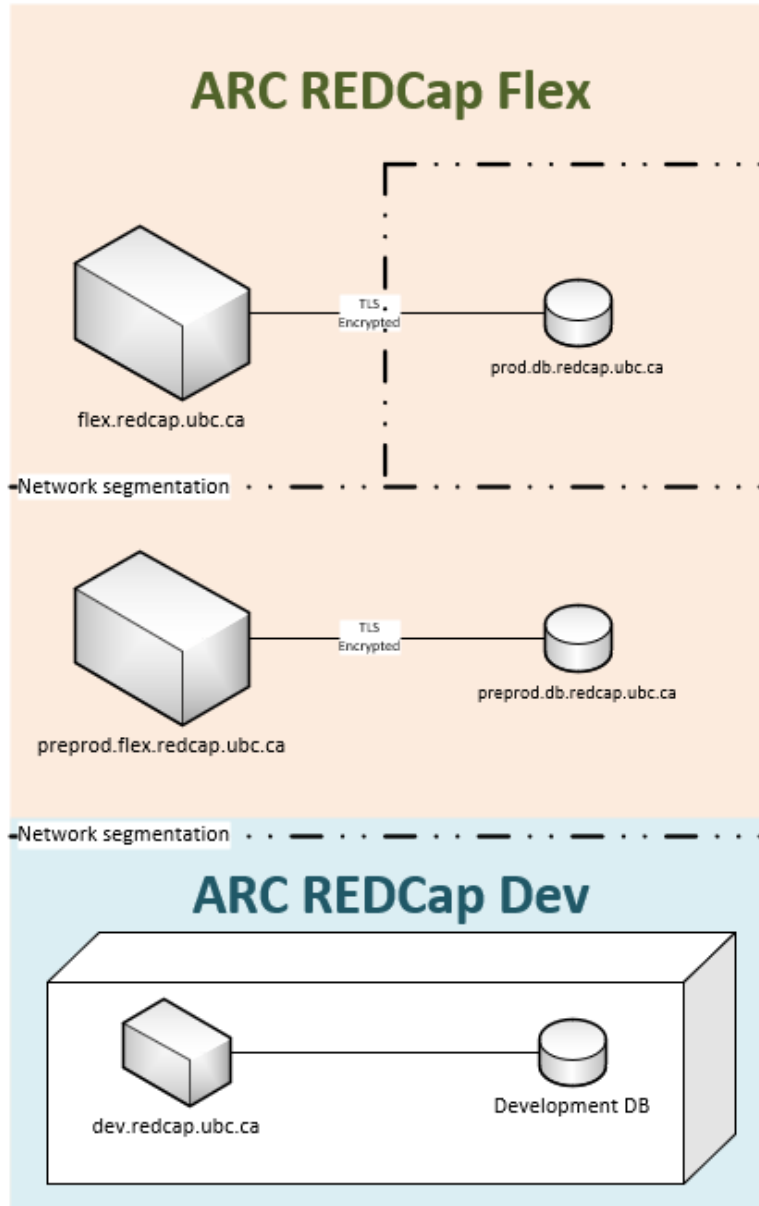 ARC REDCap Flex
TLS
Encrypted
flex.redcap.ubc.ca
prod.db.redcap.ubc.ca
Network segmentation
TLS
Encrypted
preprod.flex.redcap.ubc.ca
preprod.db.redcap.ubc.ca
Network segmentation
ARC REDCap Dev
dev.redcap.ubc.ca
Development DB